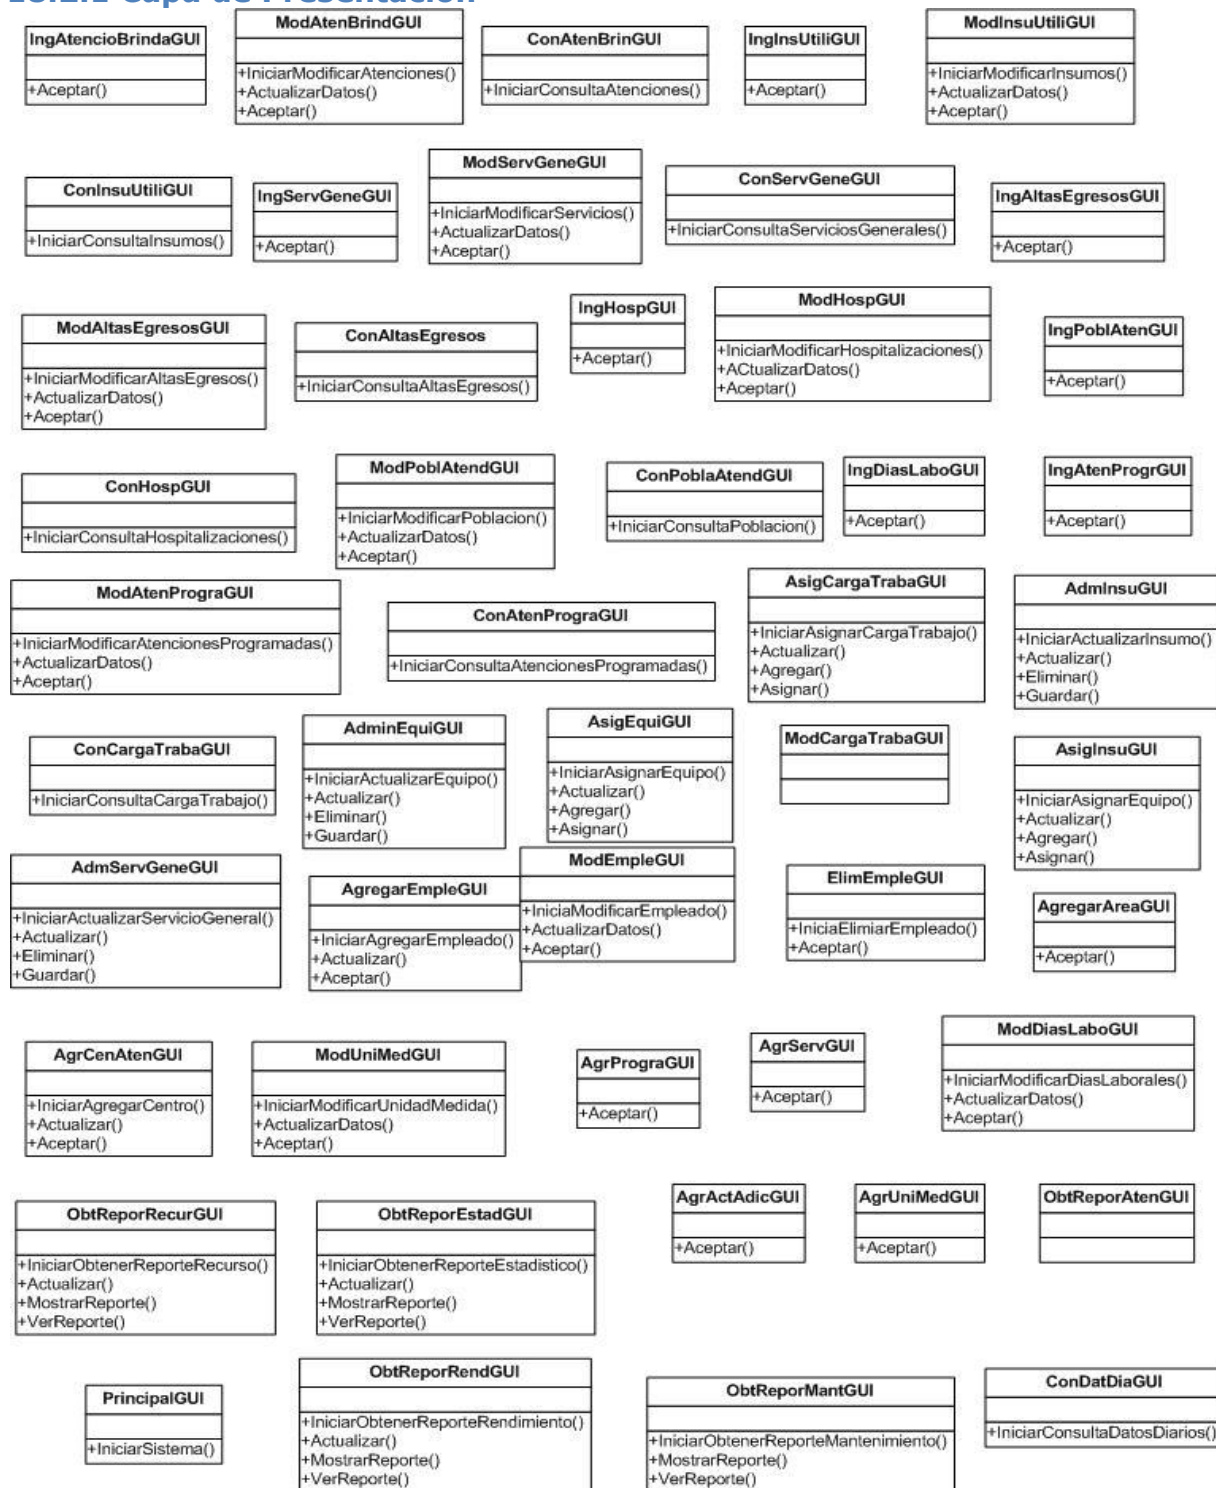 10.2.1 Capa de Presentación
IngAtencioBrindaGUI
+Aceptar()
ModAtenBrindGUI
+IniciarModificarAtenciones()
+ActualizarDatos()
+Aceptar()
ConAtenBrinGUI
+IniciarConsultaAtenciones()
IngInsUtiliGUI
+Aceptar()
ModInsuUtiliGUI
+IniciarModificarInsumos()
+ActualizarDatos()
+Aceptar()
ConInsuUtiliGUI
+IniciarConsultaInsumos()
IngServGeneGUI
+Aceptar()
ModServGeneGUI
+IniciarModificarServicios()
+ActualizarDatos()
+Aceptar()
ConServGeneGUI
+IniciarConsultaServiciosGenerales()
IngAltasEgresosGUI
+Aceptar()
ModAltasEgresosGUI
+IniciarModificarAltasEgresos()
+ActualizarDatos()
+Aceptar()
ConAltasEgresos
+IniciarConsultaAltasEgresos()
IngHospGUI
+Aceptar()
ModHospGUI
+IniciarModificarHospitalizaciones()
+ACtualizarDatos()
+Aceptar()
IngPoblAtenGUI
+Aceptar()
ConHospGUI
+IniciarConsultaHospitalizaciones()
ModPoblAtendGUI
+IniciarModificarPoblacion()
+ActualizarDatos()
+Aceptar()
ConPoblaAtendGUI
+IniciarConsultaPoblacion()
IngDiasLaboGUI
+Aceptar()
IngAtenProgrGUI
+Aceptar()
ModAtenPrograGUI
+IniciarModificarAtencionesProgramadas()
+ActualizarDatos()
+Aceptar()
ConAtenPrograGUI
+IniciarConsultaAtencionesProgramadas()
AsigCargaTrabaGUI
+IniciarAsignarCargaTrabajo()
+Actualizar()
+Agregar()
+Asignar()
AdmInsuGUI
+IniciarActualizarInsumo()
+Actualizar()
+Eliminar()
+Guardar()
ConCargaTrabaGUI
+IniciarConsultaCargaTrabajo()
AdminEquiGUI
+IniciarActualizarEquipo()
+Actualizar()
+Eliminar()
+Guardar()
AsigEquiGUI
+IniciarAsignarEquipo()
+Actualizar()
+Agregar()
+Asignar()
ModCargaTrabaGUI
AsigInsuGUI
+IniciarAsignarEquipo()
+Actualizar()
+Agregar()
+Asignar()
AdmServGeneGUI
+IniciarActualizarServicioGeneral()
+Actualizar()
+Eliminar()
+Guardar()
AgregarEmpleGUI
+IniciarAgregarEmpleado()
+Actualizar()
+Aceptar()
ModEmpleGUI
+IniciaModificarEmpleado()
+ActualizarDatos()
+Aceptar()
ElimEmpleGUI
+IniciaElimiarEmpleado()
+Aceptar()
AgregarAreaGUI
+Aceptar()
AgrCenAtenGUI
+IniciarAgregarCentro()
+Actualizar()
+Aceptar()
ModUniMedGUI
+IniciarModificarUnidadMedida()
+ActualizarDatos()
+Aceptar()
AgrPrograGUI
+Aceptar()
AgrServGUI
+Aceptar()
ModDiasLaboGUI
+IniciarModificarDiasLaborales()
+ActualizarDatos()
+Aceptar()
ObtReporRecurGUI
+IniciarObtenerReporteRecurso()
+Actualizar()
+MostrarReporte()
+VerReporte()
ObtReporEstadGUI
+IniciarObtenerReporteEstadistico()
+Actualizar()
+MostrarReporte()
+VerReporte()
AgrActAdicGUI
+Aceptar()
AgrUniMedGUI
+Aceptar()
ObtReporAtenGUI
PrincipalGUI
+IniciarSistema()
ObtReporRendGUI
+IniciarObtenerReporteRendimiento()
+Actualizar()
+MostrarReporte()
+VerReporte()
ObtReporMantGUI
+IniciarObtenerReporteMantenimiento()
+MostrarReporte()
+VerReporte()
ConDatDiaGUI
+IniciarConsultaDatosDiarios()